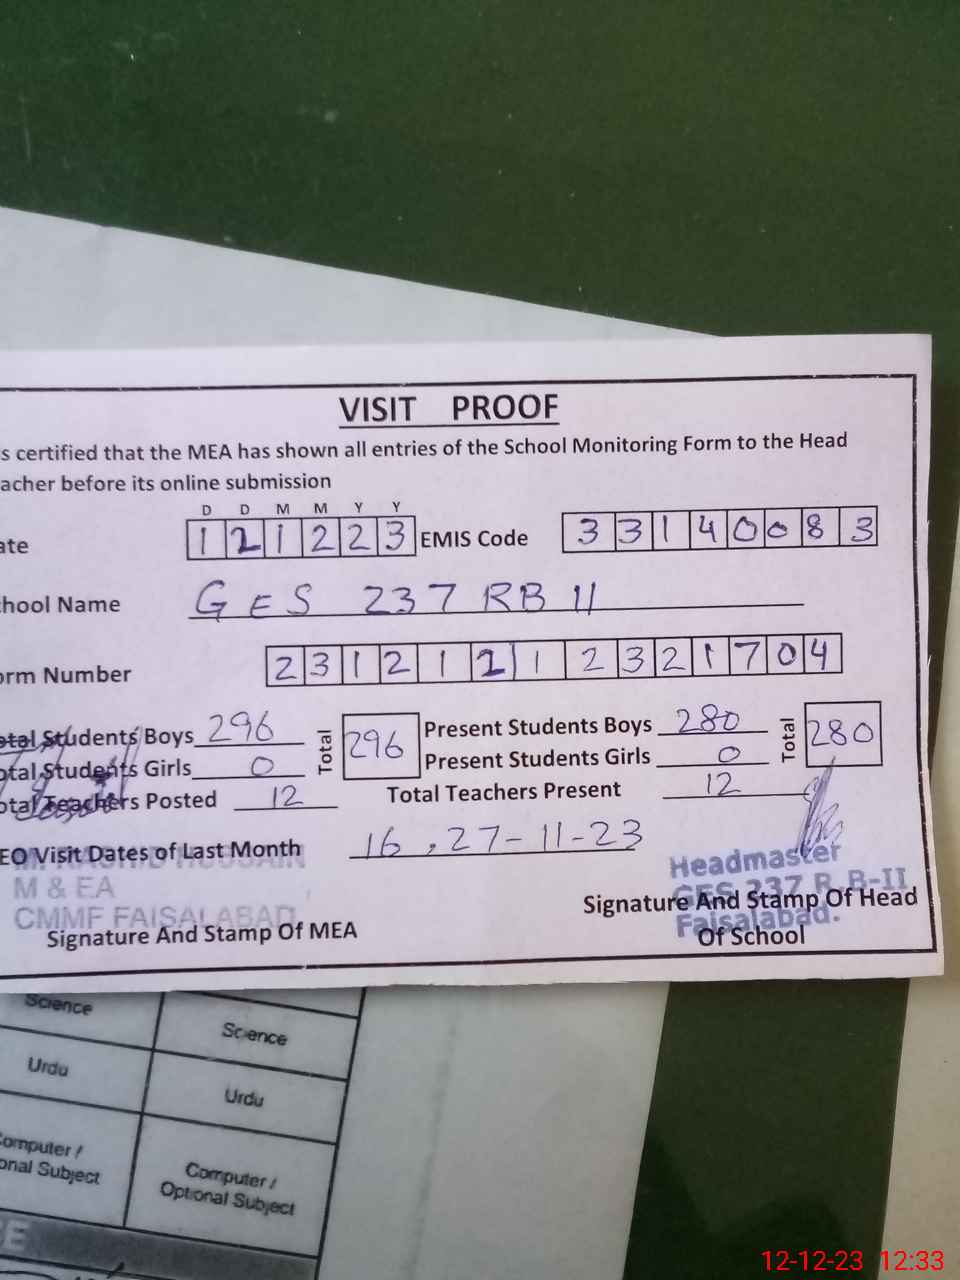 VISIT PROOF
s certified that the MEA has shown all entries of the School Monitoring Form to the Head
acher before its online submission
D D M M Y Y
ate 1 2 1 2 2 3 EMIS Code 3 3 1 4 0 0 8 3
hool Name GES 237 RB II
orm Number 2 3 1 2 1 2 1 2 3 2 1 7 0 4
otal Students Boys 296 Total 296 Present Students Boys 280 Total 280
otal Students Girls 0 Present Students Girls 0
otal Teachers Posted 12 Total Teachers Present 12
EO Visit Dates of Last Month 16, 27-11-23
M. RASHID HUSSAIN
M & EA
CMMF FAISALABAD
Signature And Stamp Of MEA
Headmaster
GES 237 R.B-II
Faisalabad.
Signature And Stamp Of Head
Of School
Science Science
Urdu Urdu
Computer / Computer /
onal Subject Optional Subject
CE
12-12-23 12:33